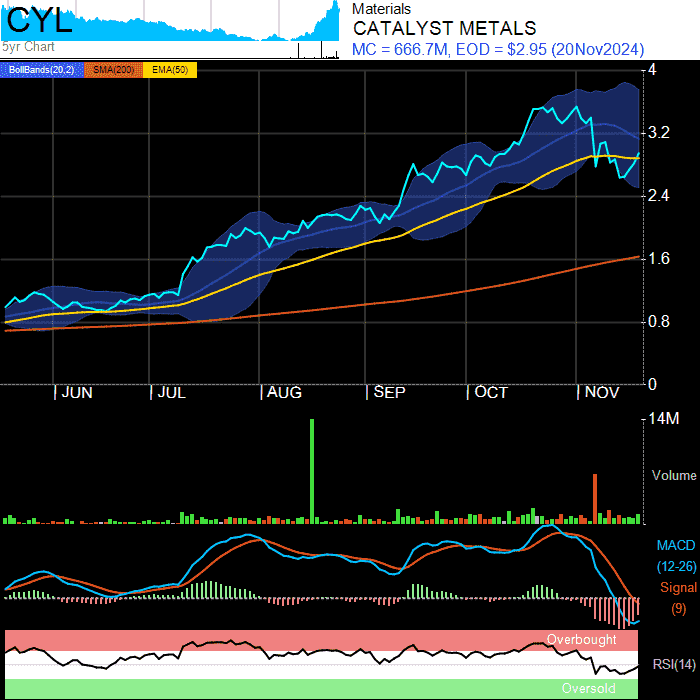 CYL
5yr Chart
Materials
CATALYST METALS
MC = 666.7M, EOD = $2.95 (20Nov2024)
BollBands(20,2) SMA(200) EMA(50)
4
3.2
2.4
1.6
0.8
0
JUN JUL AUG SEP OCT NOV
14M
Volume
MACD
(12-26)
Signal
(9)
Overbought
RSI(14)
Oversold